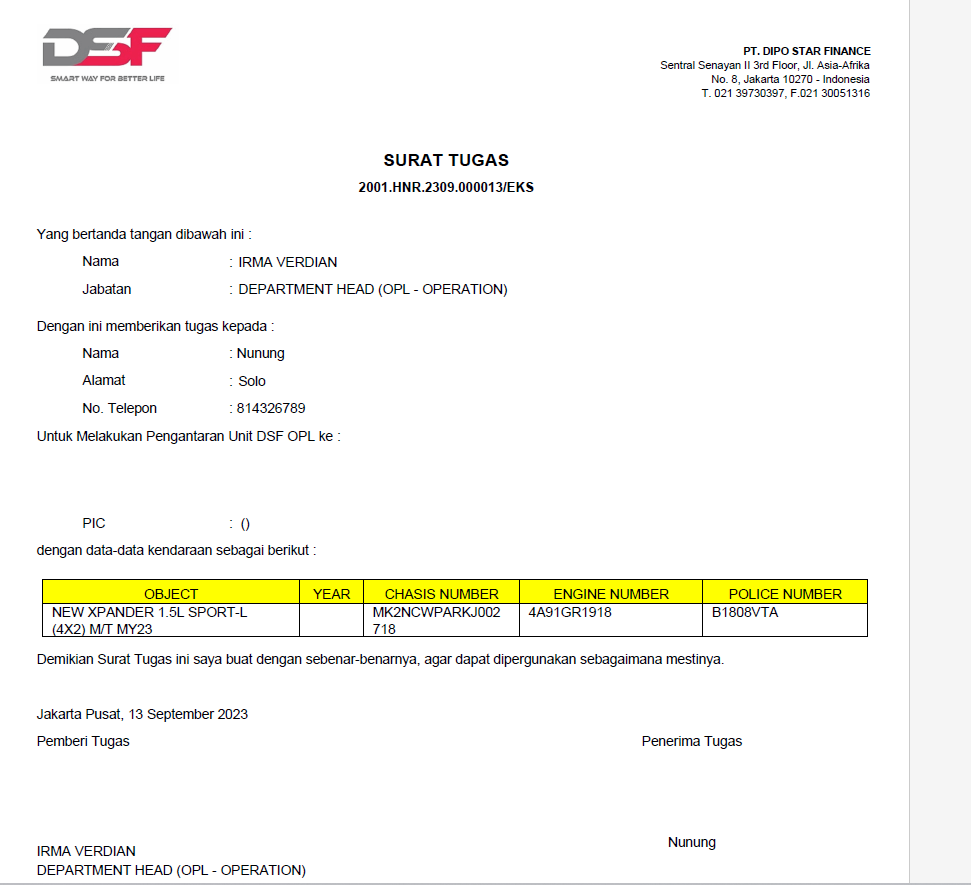 DSF
SMART WAY FOR BETTER LIFE
PT. DIPO STAR FINANCE
Sentral Senayan II 3rd Floor, Jl. Asia-Afrika
No. 8, Jakarta 10270 - Indonesia
T. 021 39730397, F.021 30051316
SURAT TUGAS
2001.HNR.2309.000013/EKS
Yang bertanda tangan dibawah ini :
Nama : IRMA VERDIAN
Jabatan : DEPARTMENT HEAD (OPL - OPERATION)
Dengan ini memberikan tugas kepada :
Nama : Nunung
Alamat : Solo
No. Telepon : 814326789
Untuk Melakukan Pengantaran Unit DSF OPL ke :
PIC : ()
dengan data-data kendaraan sebagai berikut :
OBJECT YEAR CHASIS NUMBER ENGINE NUMBER POLICE NUMBER
NEW XPANDER 1.5L SPORT-L MK2NCWPARKJ002 4A91GR1918 B1808VTA
(4X2) M/T MY23 718
Demikian Surat Tugas ini saya buat dengan sebenar-benarnya, agar dapat dipergunakan sebagaimana mestinya.
Jakarta Pusat, 13 September 2023
Pemberi Tugas Penerima Tugas
Nunung
IRMA VERDIAN
DEPARTMENT HEAD (OPL - OPERATION)